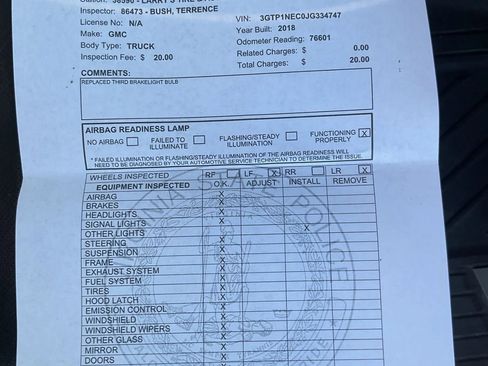 Inspector: 86473 - BUSH, TERRENCE
VIN: 3GTP1NEC0JG334747
License No: N/A
Year Built: 2018
Make: GMC
Odometer Reading: 76601
Body Type: TRUCK
Related Charges: $ 0.00
Inspection Fee: $ 20.00
Total Charges: $ 20.00
COMMENTS:
REPLACED THIRD BRAKELIGHT BULB
AIRBAG READINESS LAMP
NO AIRBAG FAILED TO ILLUMINATE FLASHING/STEADY ILLUMINATION FUNCTIONING PROPERLY X
* FAILED ILLUMINATION OR FLASHING/STEADY ILLUMINATION OF THE AIRBAG READINESS LAMP WILL
NEED TO BE DIAGNOSED BY YOUR AUTOMOTIVE SERVICE TECHNICIAN TO DETERMINE THE ISSUE.
WHEELS INSPECTED RF LF X RR LR X
EQUIPMENT INSPECTED O.K. ADJUST INSTALL REMOVE
AIRBAG X
BRAKES X
HEADLIGHTS X
SIGNAL LIGHTS X
OTHER LIGHTS X
STEERING X
SUSPENSION X
FRAME X
EXHAUST SYSTEM X
FUEL SYSTEM X
TIRES X
HOOD LATCH X
EMISSION CONTROL X
WINDSHIELD X
WINDSHIELD WIPERS X
OTHER GLASS X
MIRROR X
DOORS X